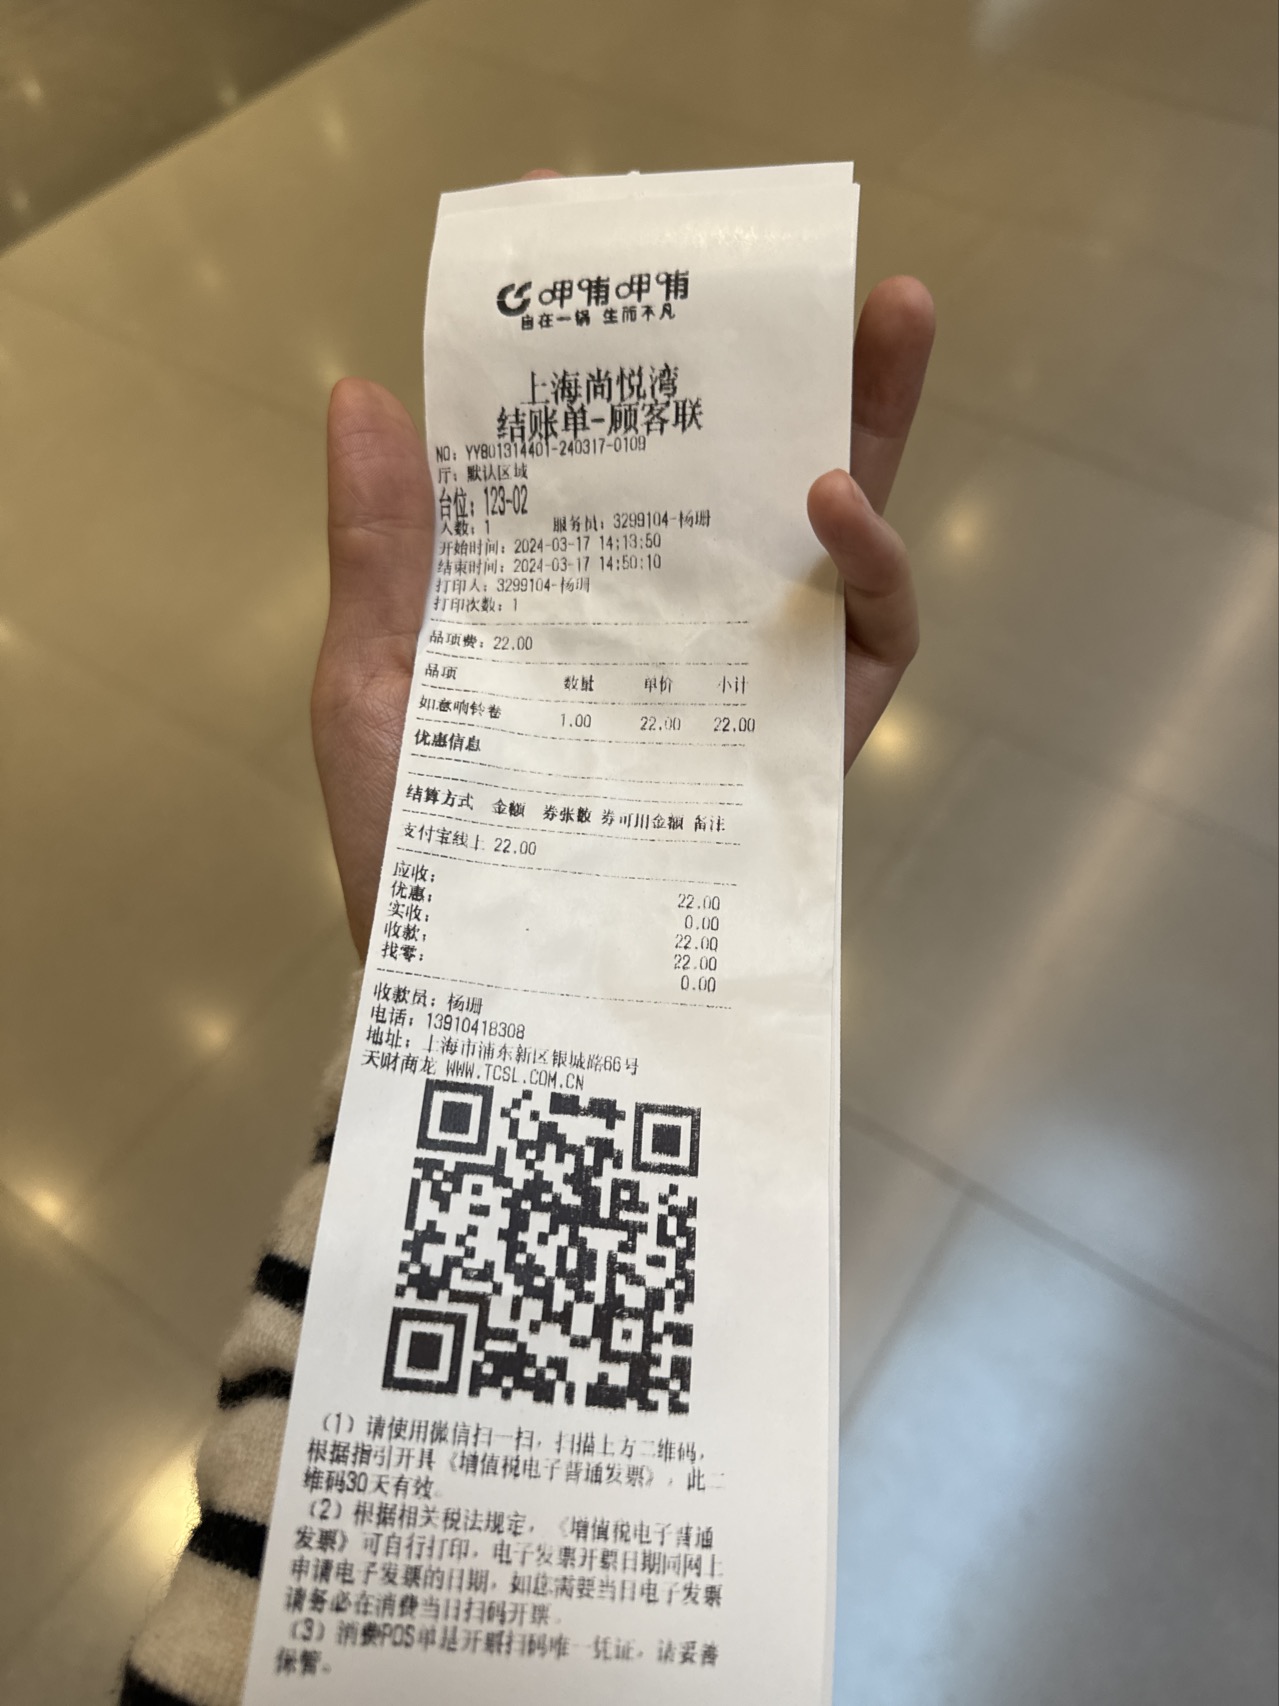 呷哺呷哺
自在一锅 生而不凡
上海尚悦湾
结账单-顾客联
NO: YY801314401-240317-0109
厅: 默认区域
台位: 123-02
人数: 1 服务员: 3299104-杨珊
开始时间: 2024-03-17 14:13:50
结束时间: 2024-03-17 14:50:10
打印人: 3299104-杨珊
打印次数: 1
品项费: 22.00
品项 数量 单价 小计
如意响铃卷 1.00 22.00 22.00
优惠信息
结算方式 金额 券张数 券可用金额 备注
支付宝线上 22.00
应收: 22.00
优惠: 0.00
实收: 22.00
收款: 22.00
找零: 0.00
收款员: 杨珊
电话: 13910418308
地址: 上海市浦东新区银城路66号
天财商龙 WWW.TCSL.COM.CN
(1) 请使用微信扫一扫, 扫描上方二维码,
根据指引开具《增值税电子普通发票》, 此二
维码30天有效。
(2) 根据相关税法规定, 《增值税电子普通
发票》可自行打印, 电子发票开票日期同网上
申请电子发票的日期, 如您需要当日电子发票
请务必在消费当日扫码开票。
(3) 消费POS单是开票扫码唯一凭证, 请妥善
保管。